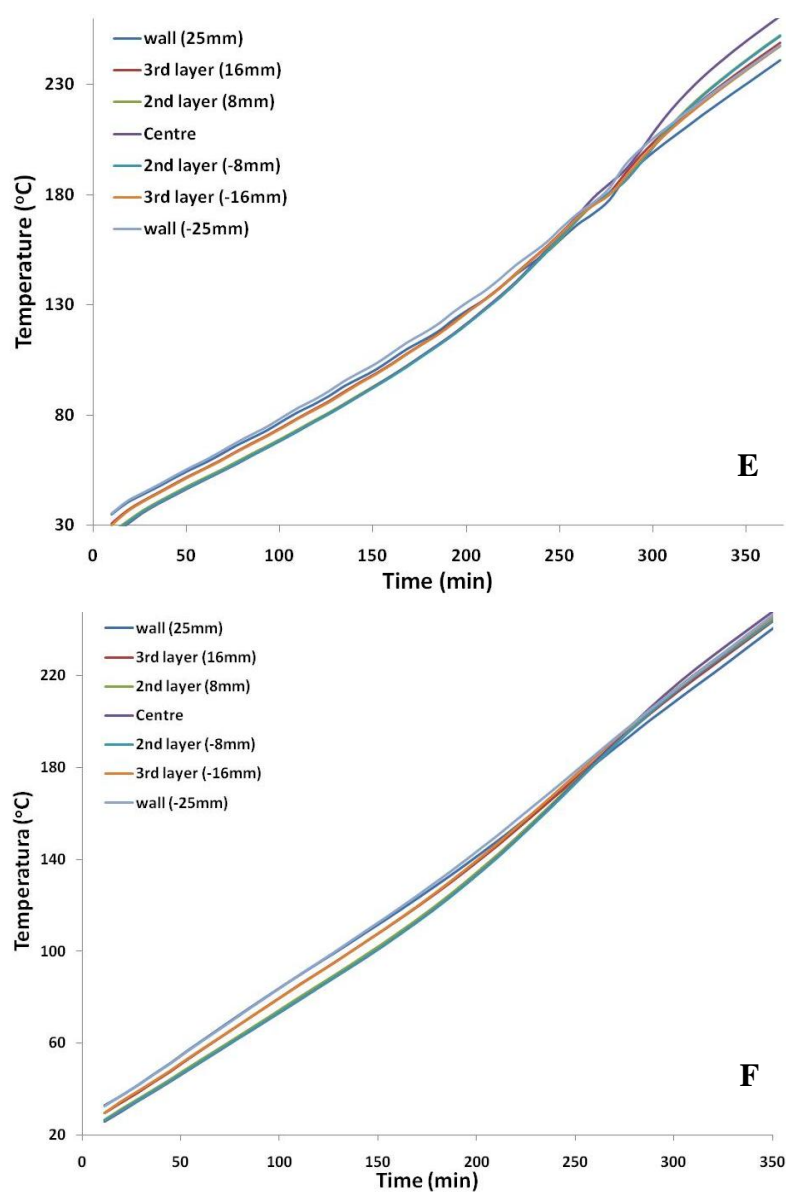 wall (25mm)
3rd layer (16mm)
2nd layer (8mm)
Centre
2nd layer (-8mm)
3rd layer (-16mm)
wall (-25mm)
Temperature (°C)
230
180
130
80
30
E
0 50 100 150 200 250 300 350
Time (min)
wall (25mm)
3rd layer (16mm)
2nd layer (8mm)
Centre
2nd layer (-8mm)
3rd layer (-16mm)
wall (-25mm)
Temperatura (°C)
220
180
140
100
60
20
F
0 50 100 150 200 250 300 350
Time (min)